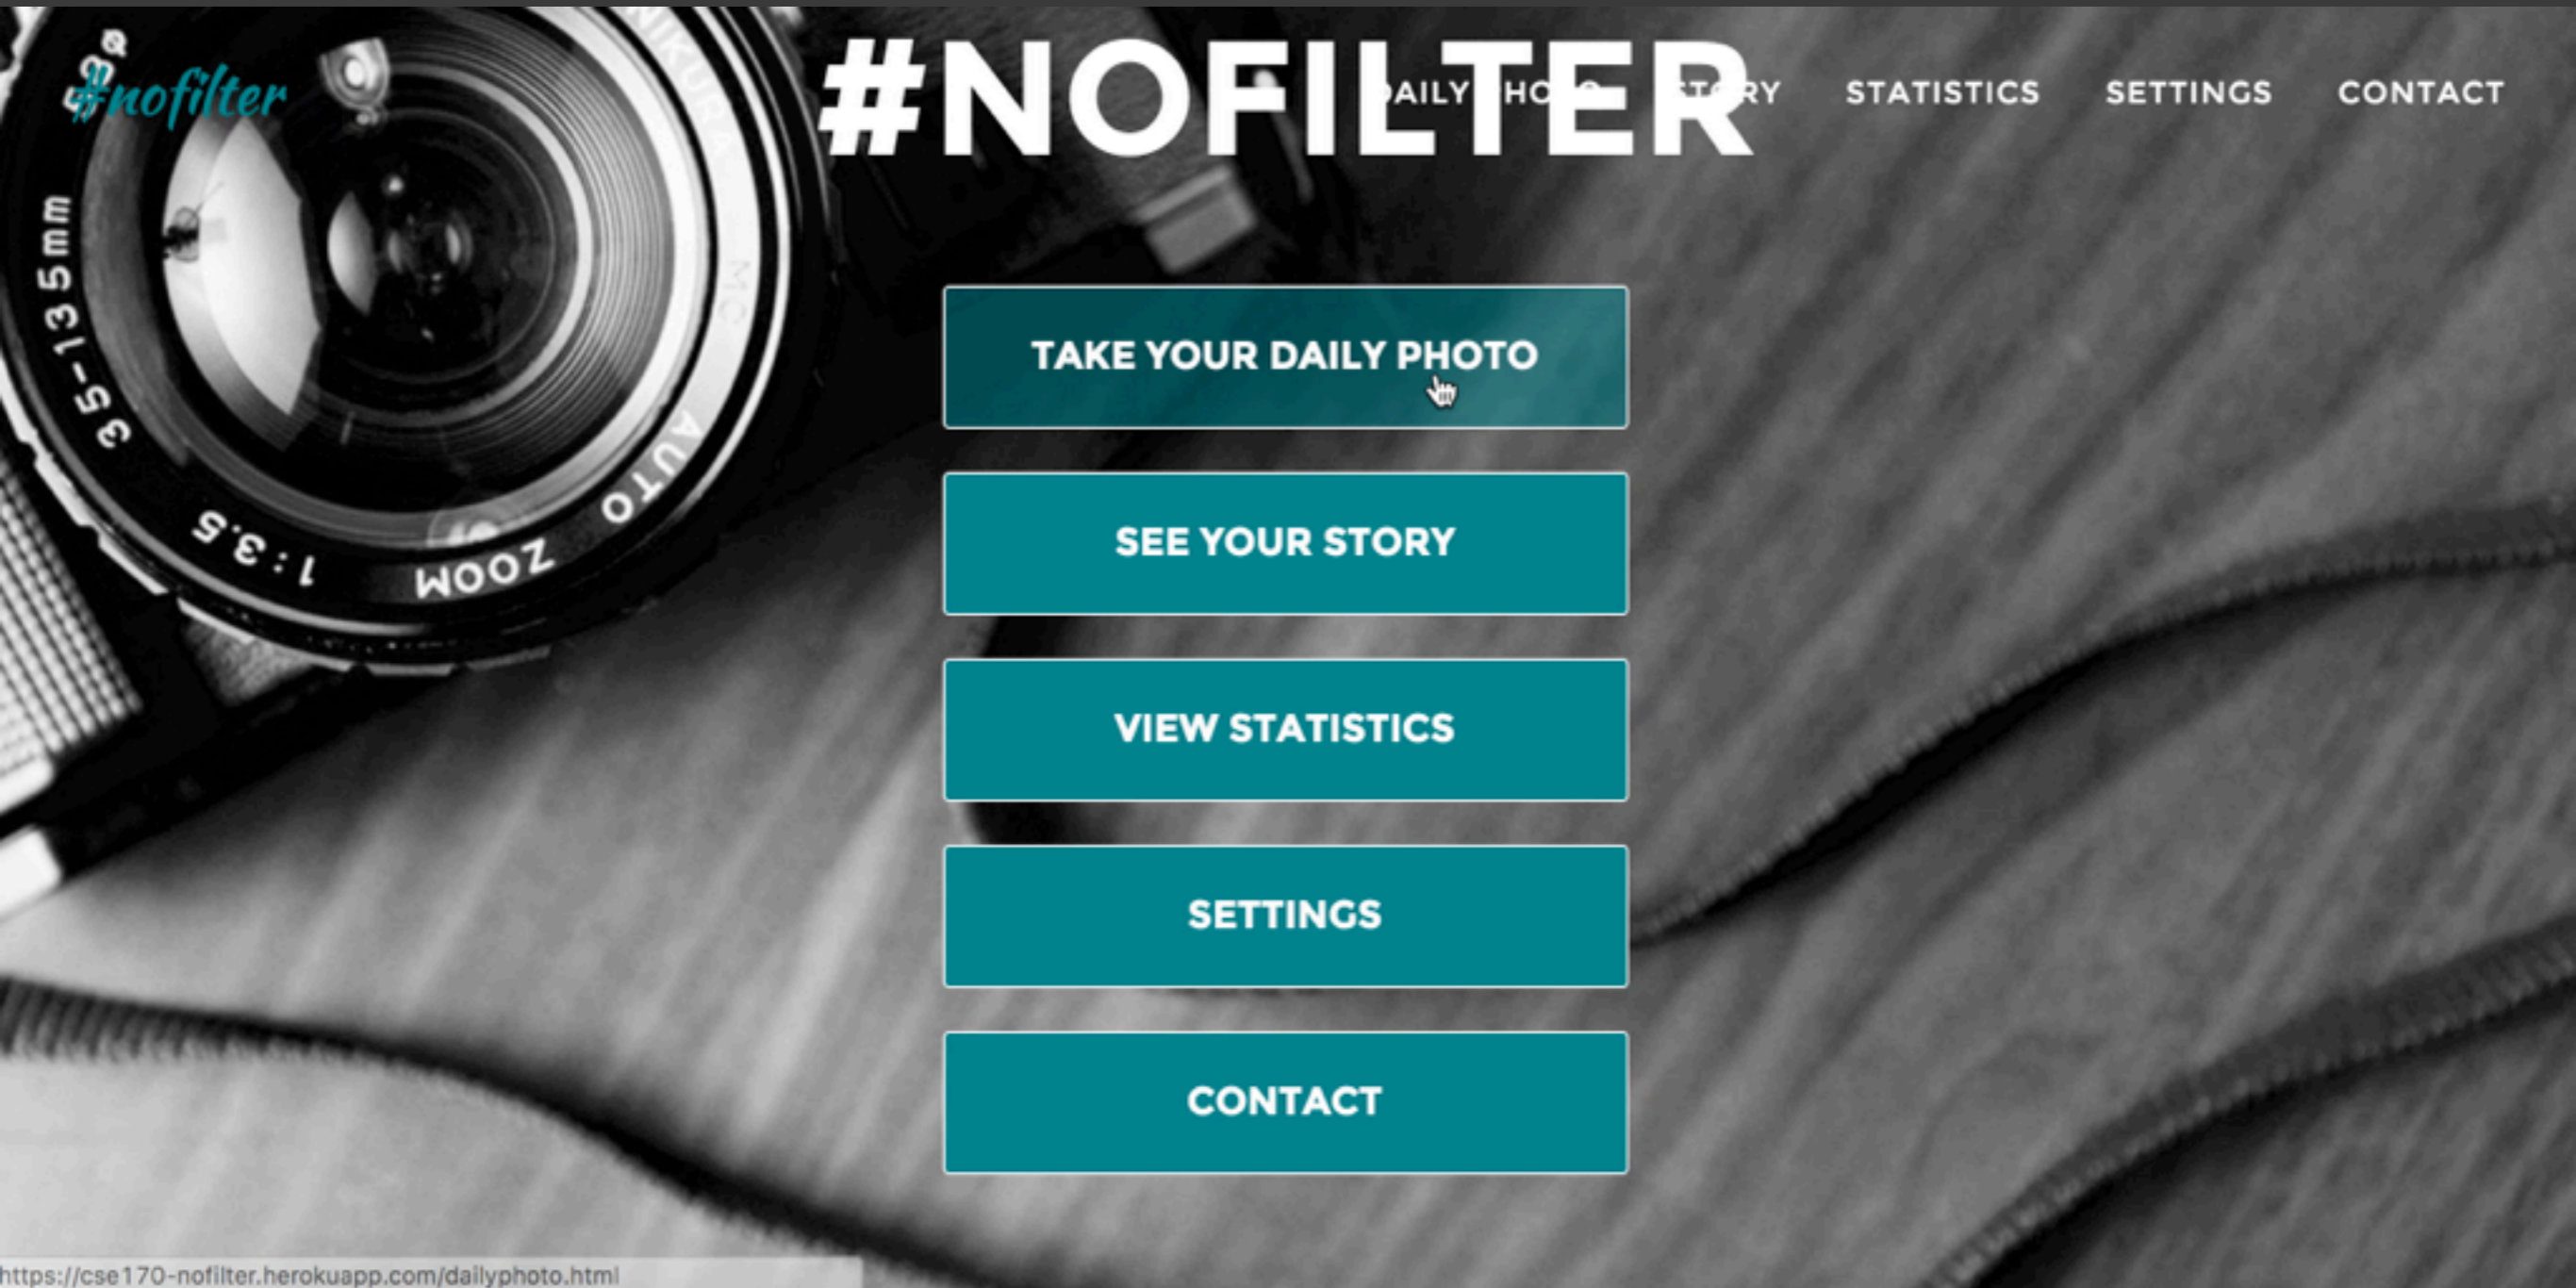 #nofilter
#NOFILTER
STATISTICS
SETTINGS
CONTACT
35-135mm
1:3.5
ZOOM
AUTO
MC
TAKE YOUR DAILY PHOTO
SEE YOUR STORY
VIEW STATISTICS
SETTINGS
CONTACT
https://cse170-nofilter.herokuapp.com/dailyphoto.html